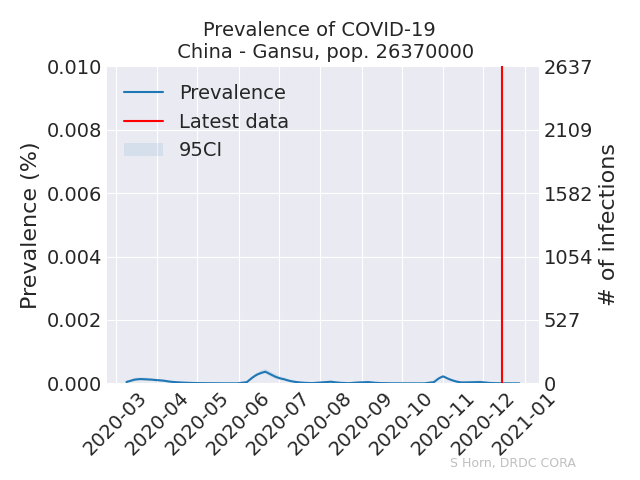 Prevalence of COVID-19
China - Gansu, pop. 26370000
Prevalence
Latest data
95CI
Prevalence (%)
0.010
0.008
0.006
0.004
0.002
0.000
2637
2109
1582
1054
527
0
# of infections
2020-03
2020-04
2020-05
2020-06
2020-07
2020-08
2020-09
2020-10
2020-11
2020-12
2021-01
S Horn, DRDC CORA